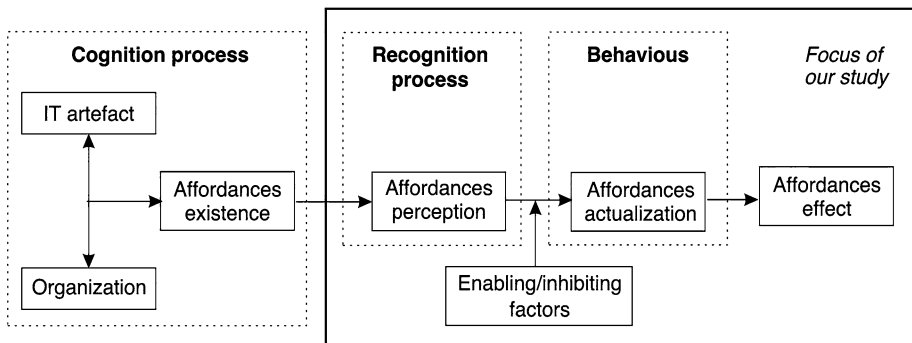 Cognition process
IT artefact
Affordances
existence
Organization
Recognition
process
Affordances
perception
Enabling/inhibiting
factors
Behavious
Affordances
actualization
Focus of
our study
Affordances
effect